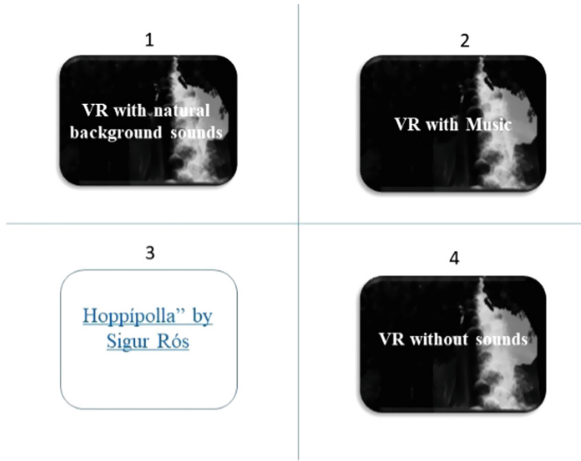 1
VR with natural
background sounds
2
VR with Music
3
Hoppípolla” by
Sigur Rós
4
VR without sounds